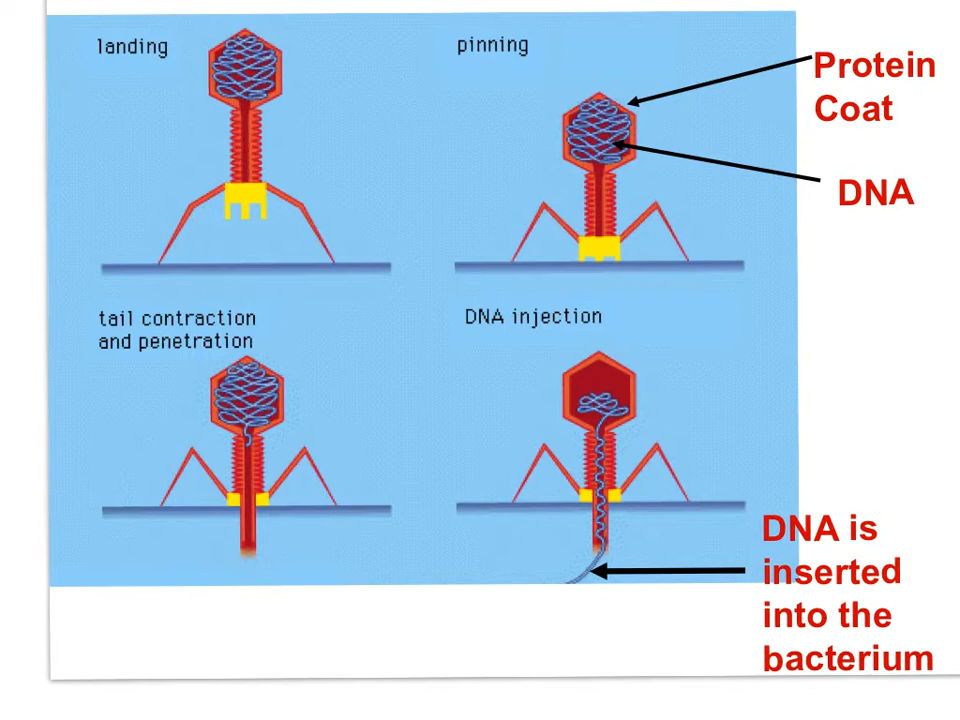 landing
pinning
Protein
Coat
DNA
tail contraction
and penetration
DNA injection
DNA is
inserted
into the
bacterium